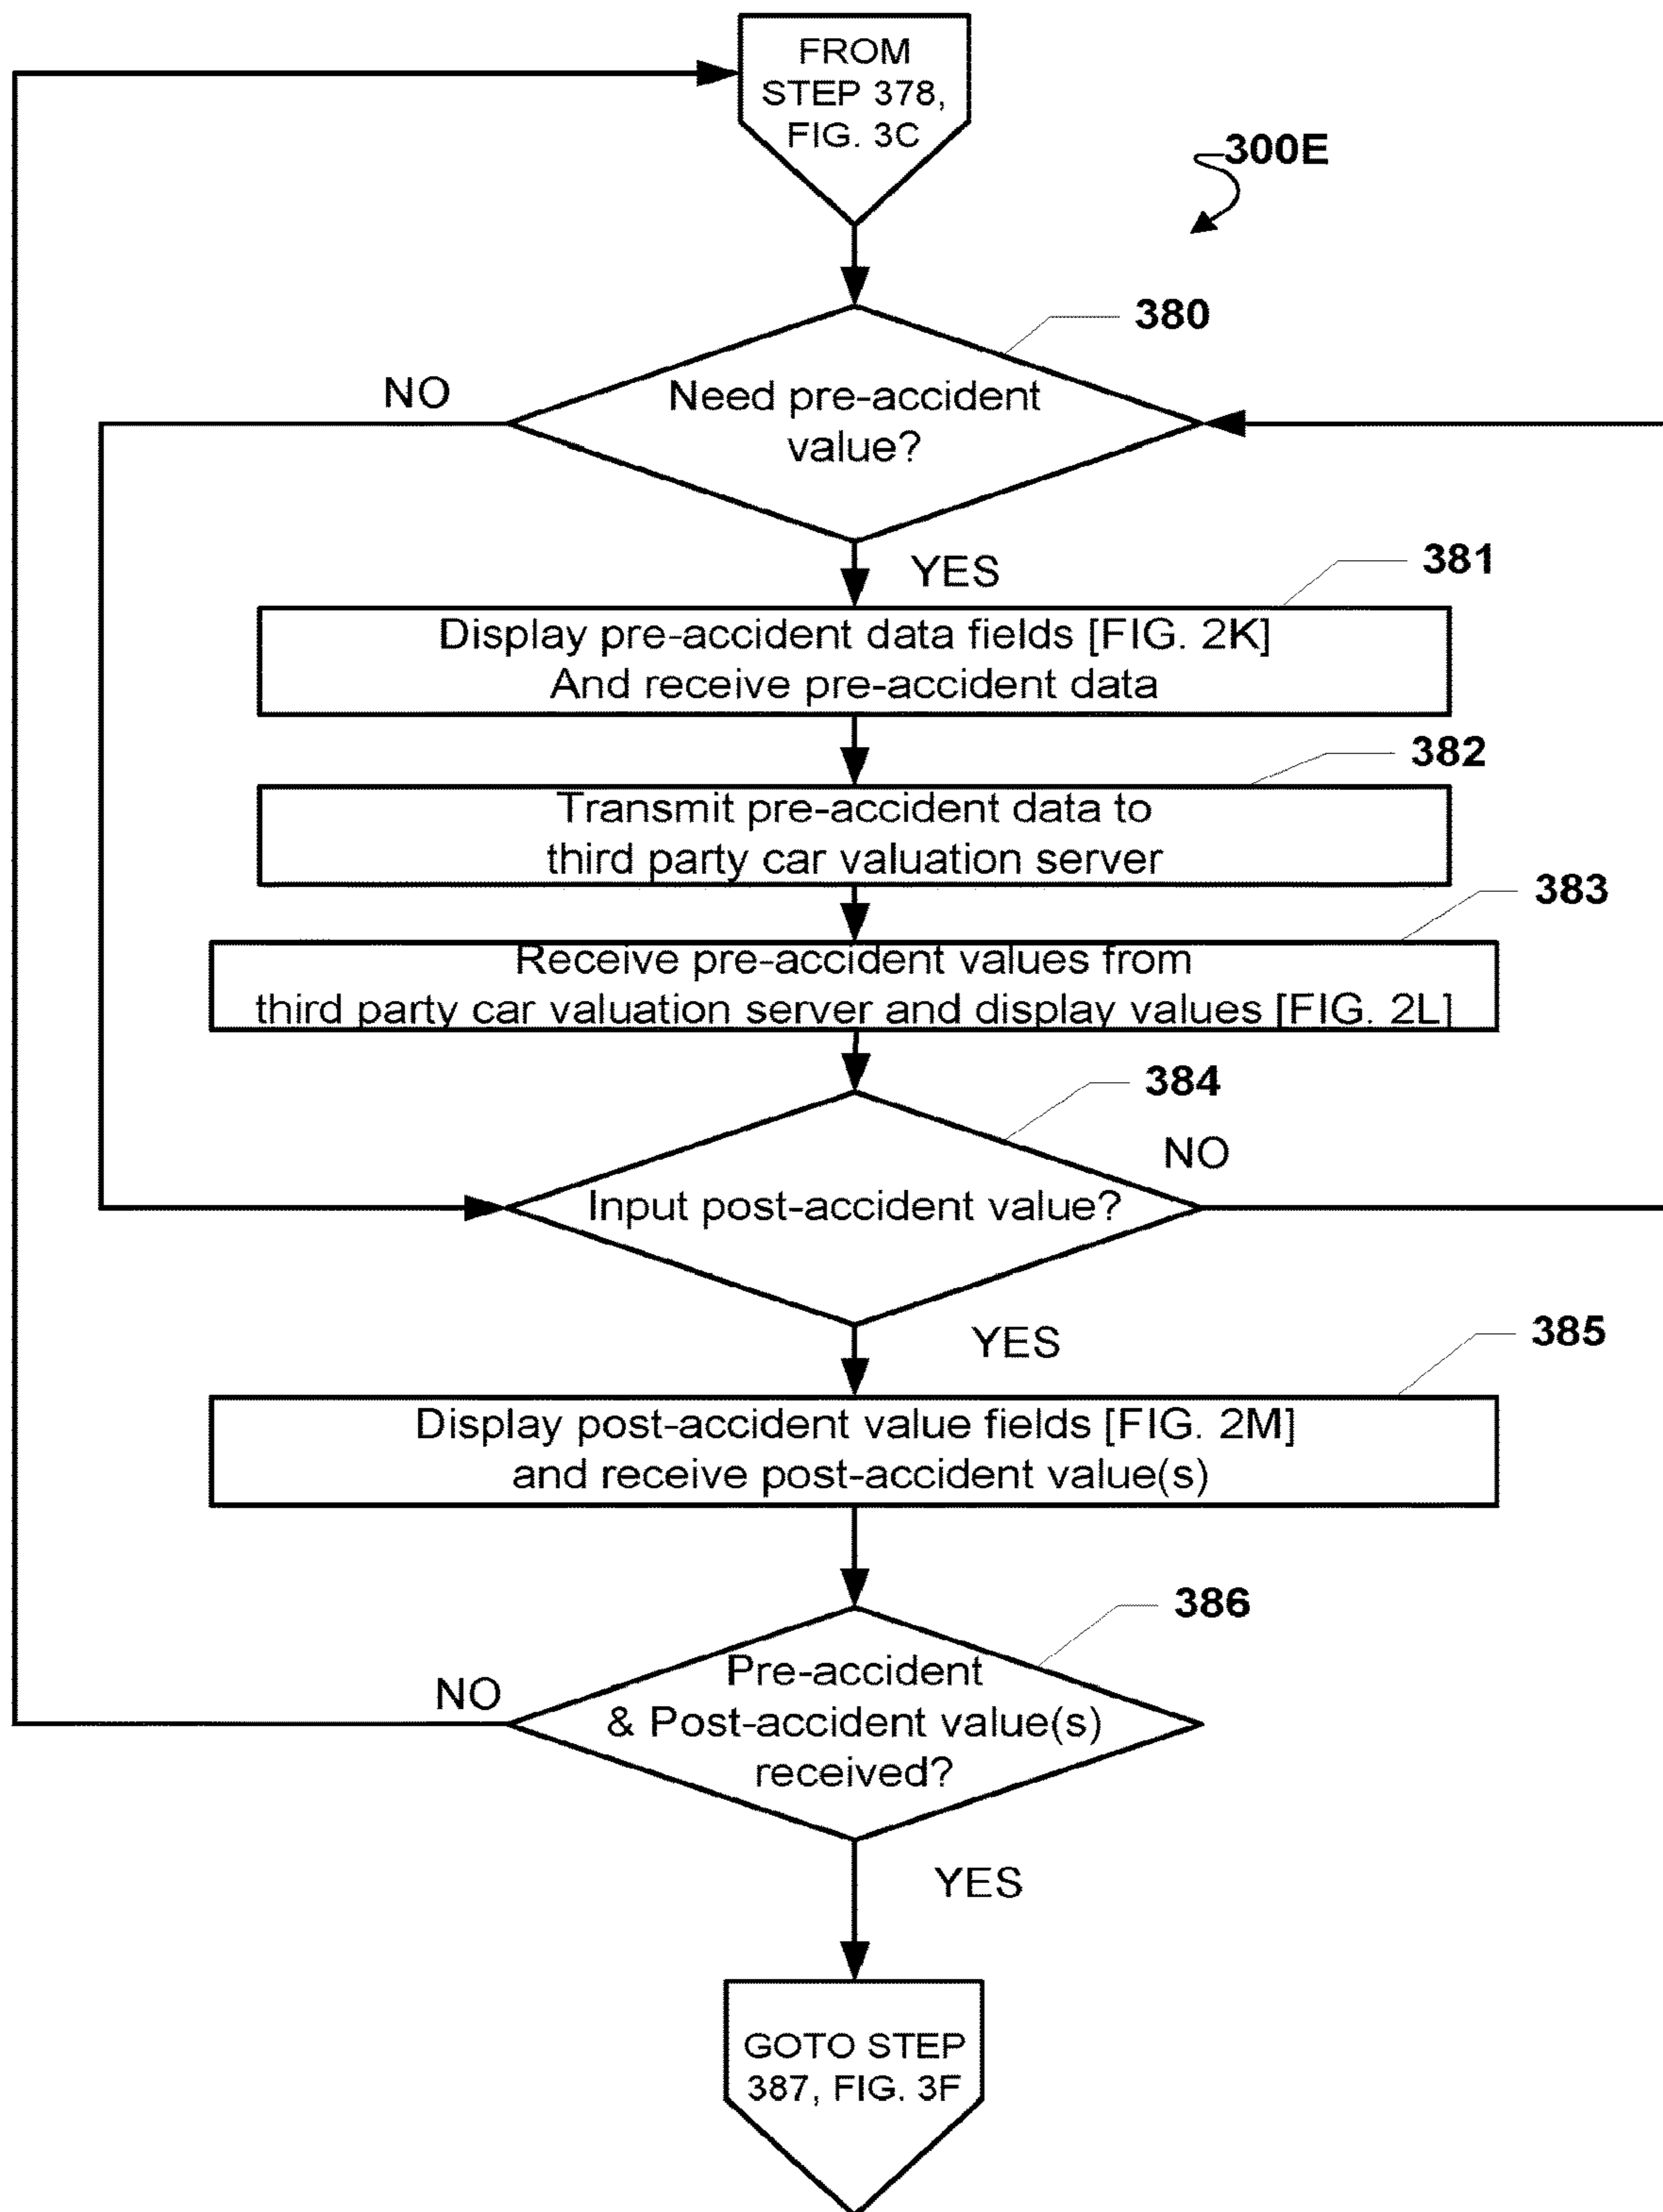 FROM
STEP 378,
FIG. 3C
300E
380
NO
Need pre-accident
value?
YES
381
Display pre-accident data fields [FIG. 2K]
And receive pre-accident data
382
Transmit pre-accident data to
third party car valuation server
383
Receive pre-accident values from
third party car valuation server and display values [FIG. 2L]
384
NO
Input post-accident value?
YES
385
Display post-accident value fields [FIG. 2M]
and receive post-accident value(s)
386
NO
Pre-accident
& Post-accident value(s)
received?
YES
GOTO STEP
387, FIG. 3F